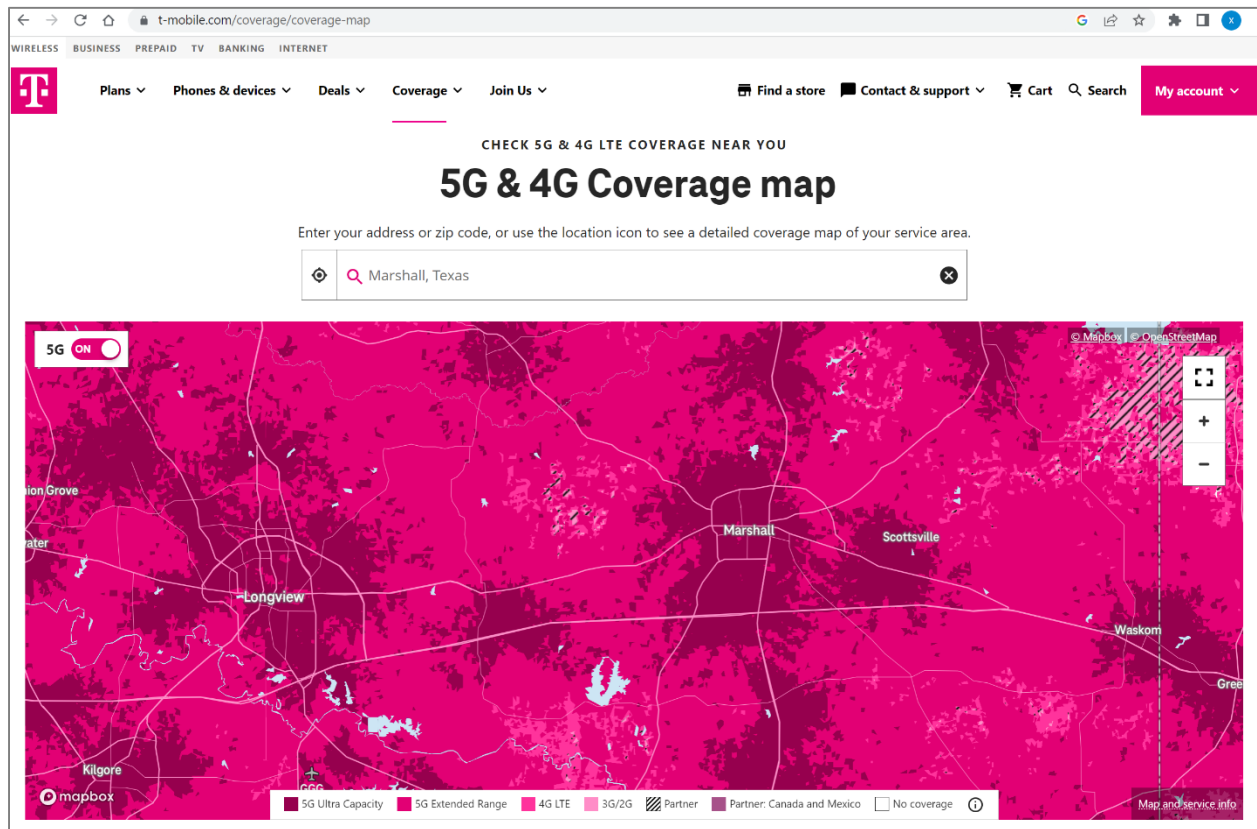 t-mobile.com/coverage/coverage-map
WIRELESS BUSINESS PREPAID TV BANKING INTERNET
Plans Phones & devices Deals Coverage Join Us Find a store Contact & support Cart Search My account
CHECK 5G & 4G LTE COVERAGE NEAR YOU
5G & 4G Coverage map
Enter your address or zip code, or use the location icon to see a detailed coverage map of your service area.
Marshall, Texas
© Mapbox © OpenStreetMap
5G ON
ion Grove
Marshall
Scottsville
ater
Longview
Waskom
Gree
Kilgore
GGG
mapbox
5G Ultra Capacity 5G Extended Range 4G LTE 3G/2G Partner Partner: Canada and Mexico No coverage
Map and service info